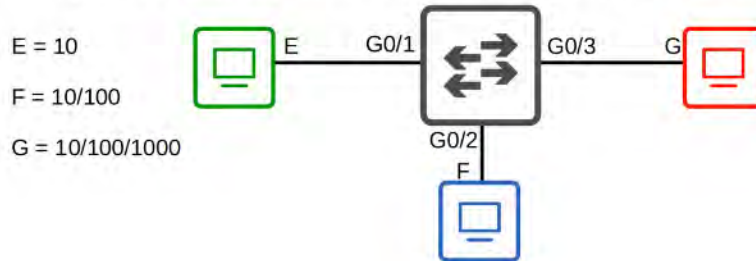 E = 10
F = 10/100
G = 10/100/1000
E
G0/1
G0/3
G
G0/2
F